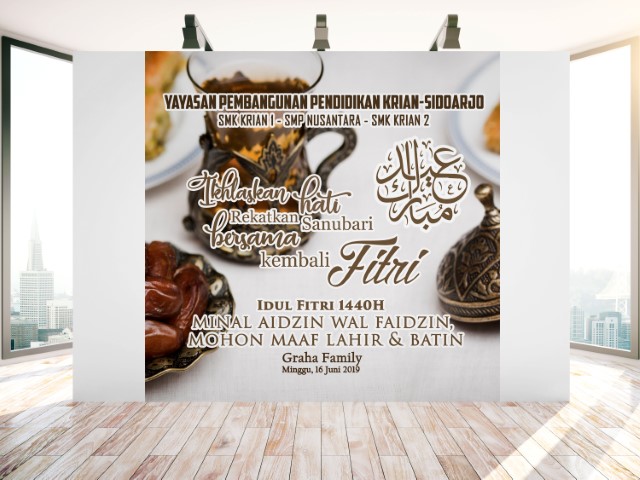 YAYASAN PEMBANGUNAN PENDIDIKAN KRIAN-SIDOARJO
SMK KRIAN 1 - SMP NUSANTARA - SMK KRIAN 2
عيد مبارك
Ikhlaskan hati
Rekatkan Sanubari
bersama
kembali Fitri
IDUL FITRI 1440H
MINAL AIDZIN WAL FAIDZIN,
MOHON MAAF LAHIR & BATIN
Graha Family
Minggu, 16 Juni 2019